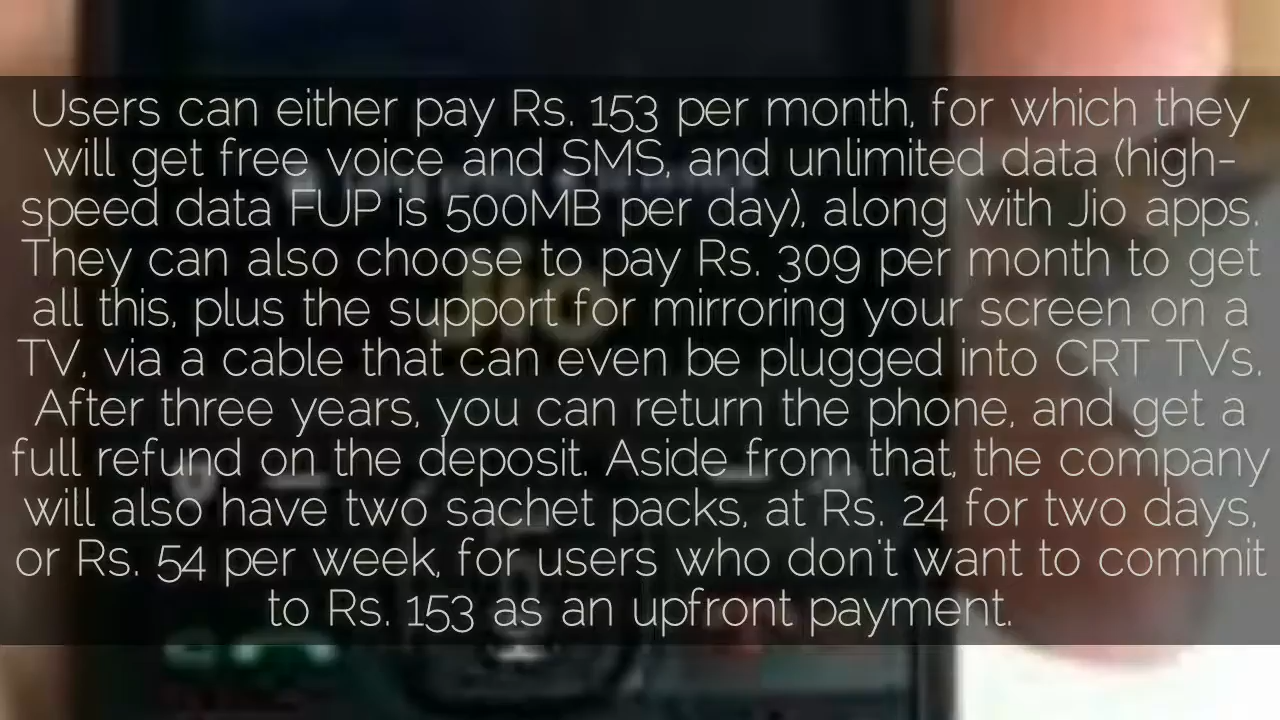 Users can either pay Rs. 153 per month, for which they
will get free voice and SMS, and unlimited data (high-
speed data FUP is 500MB per day), along with Jio apps.
They can also choose to pay Rs. 309 per month to get
all this, plus the support for mirroring your screen on a
TV, via a cable that can even be plugged into CRT TVs.
After three years, you can return the phone, and get a
full refund on the deposit. Aside from that, the company
will also have two sachet packs, at Rs. 24 for two days,
or Rs. 54 per week, for users who don't want to commit
to Rs. 153 as an upfront payment.
Jio